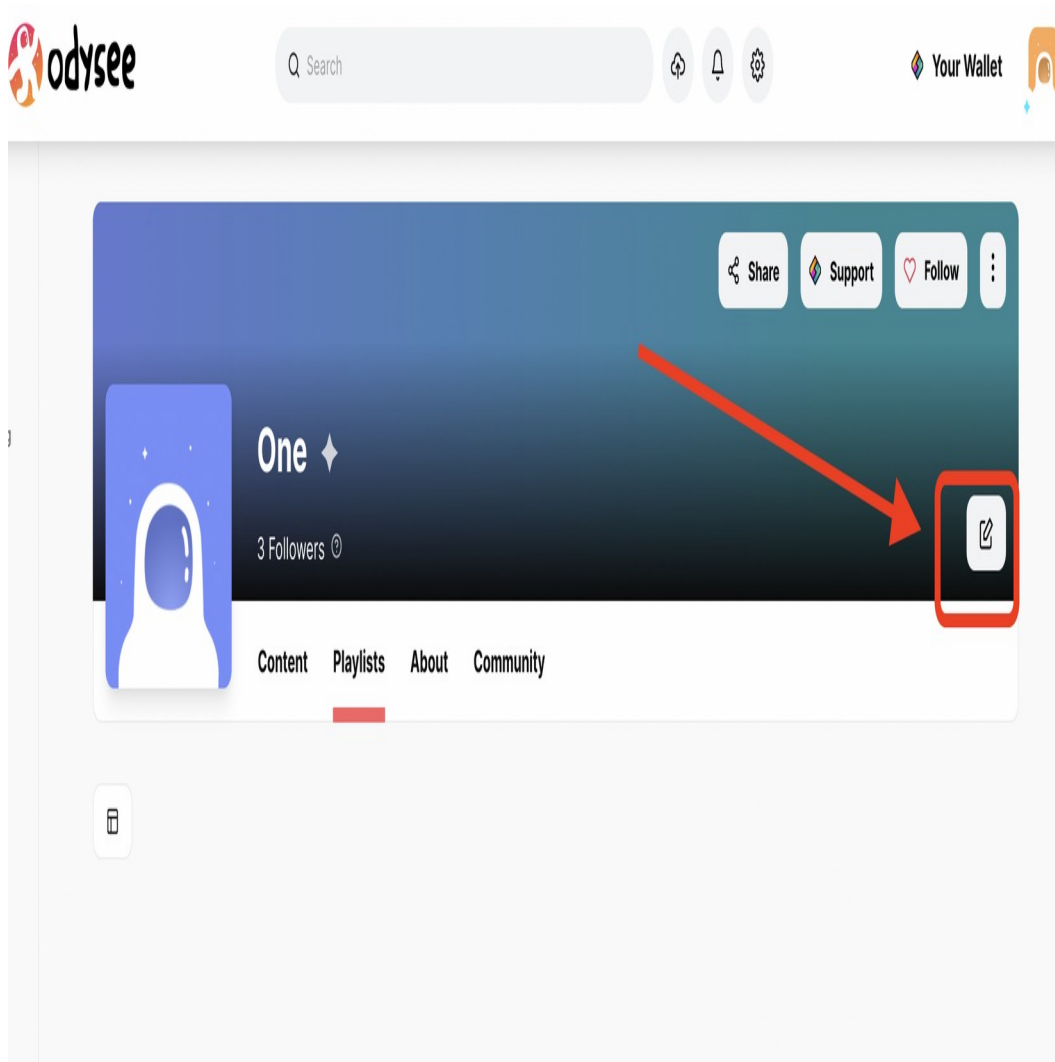 odysee
Search
Your Wallet
Share
Support
Follow
One
3 Followers
Content Playlists About Community